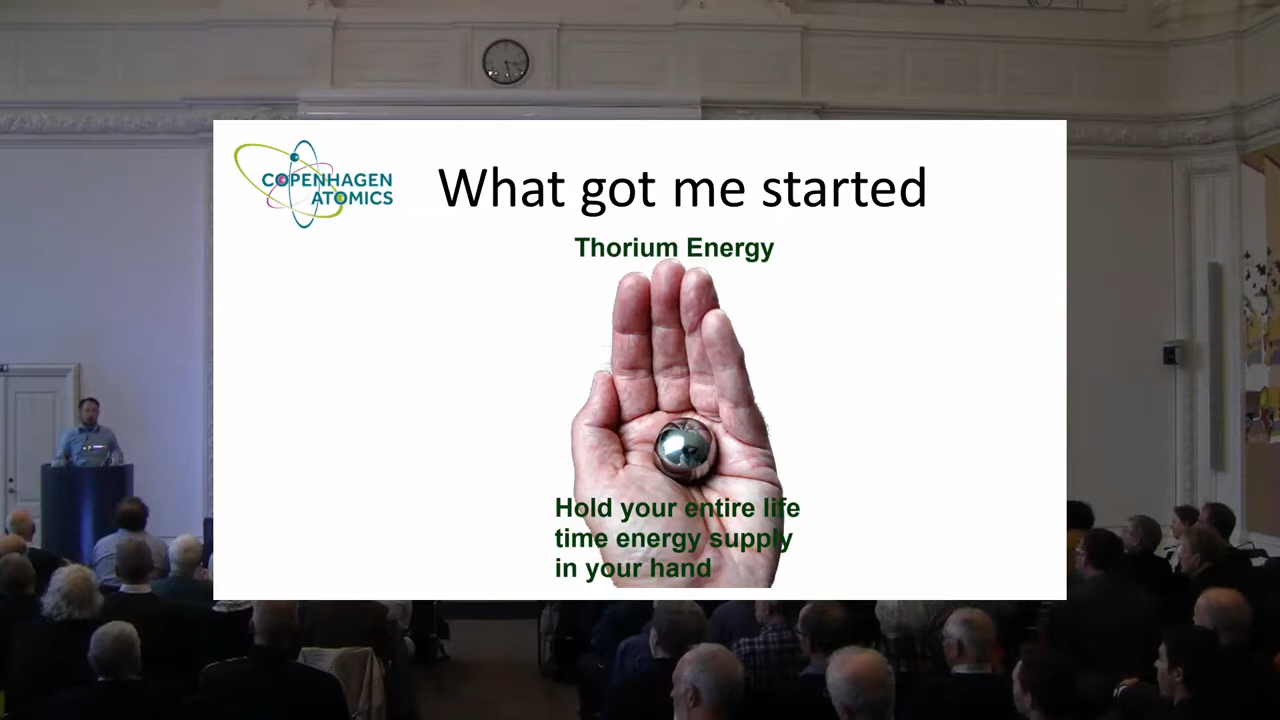 COPENHAGEN
ATOMICS
What got me started
Thorium Energy
Hold your entire life
time energy supply
in your hand